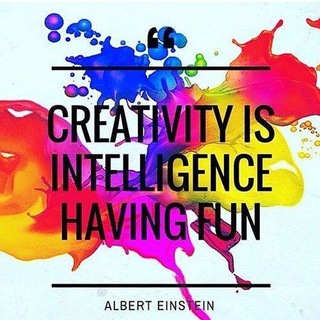 ❝
CREATIVITY IS
INTELLIGENCE
HAVING FUN
ALBERT EINSTEIN